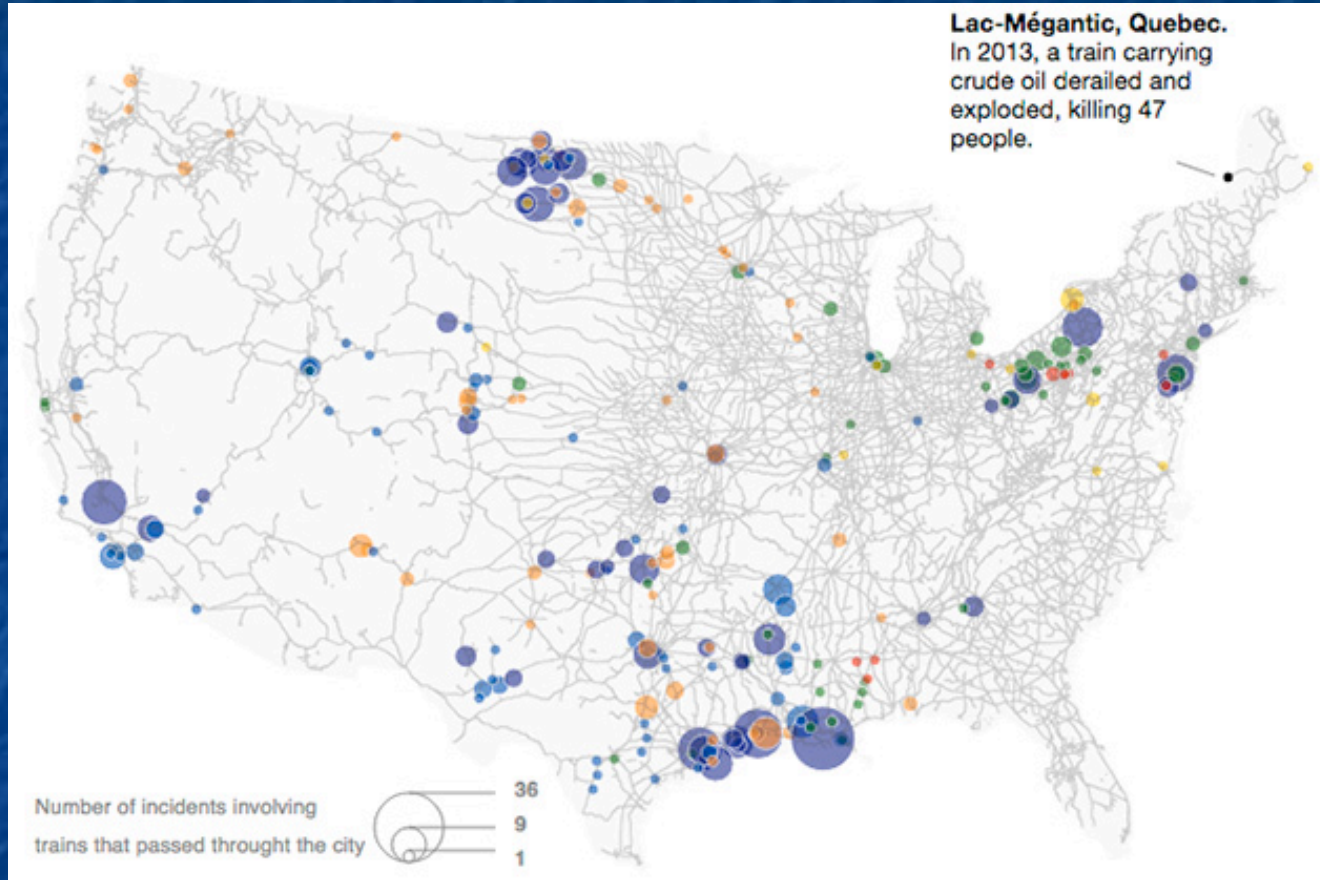 Lac-Mégantic, Quebec.
In 2013, a train carrying
crude oil derailed and
exploded, killing 47
people.
Number of incidents involving
trains that passed throught the city
36
9
1